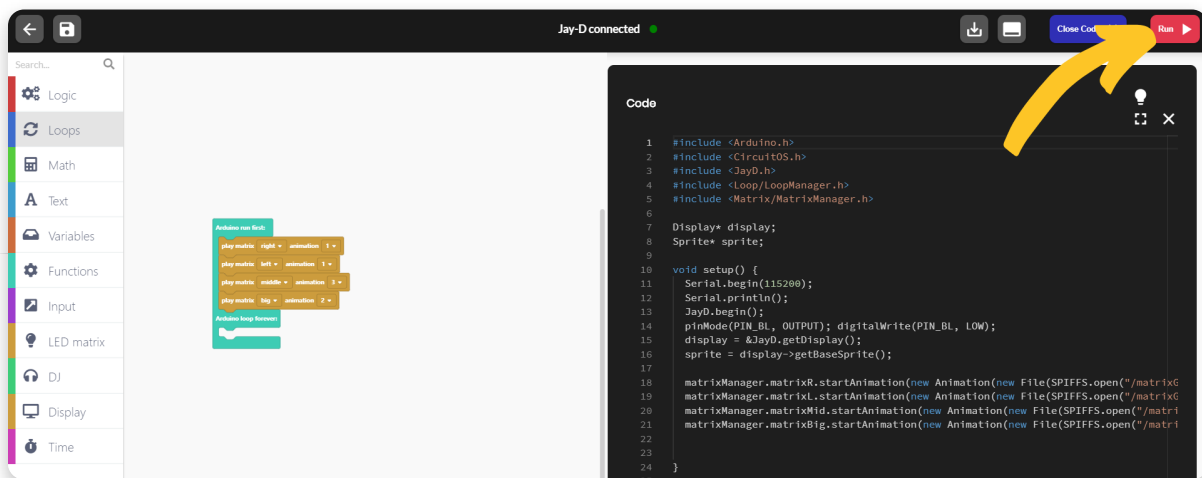 Jay-D connected
Close Co
Run
Search...
Logic
Loops
Math
Text
Variables
Functions
Input
LED matrix
DJ
Display
Time
Arduino run first:
play matrix right animation 1
play matrix left animation 1
play matrix middle animation 3
play matrix big animation 2
Arduino loop forever:
Code
1 #include <Arduino.h>
2 #include <CircuitOS.h>
3 #include <JayD.h>
4 #include <Loop/LoopManager.h>
5 #include <Matrix/MatrixManager.h>
6
7 Display* display;
8 Sprite* sprite;
9
10 void setup() {
11 Serial.begin(115200);
12 Serial.println();
13 JayD.begin();
14 pinMode(PIN_BL, OUTPUT); digitalWrite(PIN_BL, LOW);
15 display = &JayD.getDisplay();
16 sprite = display->getBaseSprite();
17
18 matrixManager.matrixR.startAnimation(new Animation(new File(SPIFFS.open("/matrixG
19 matrixManager.matrixL.startAnimation(new Animation(new File(SPIFFS.open("/matrixG
20 matrixManager.matrixMid.startAnimation(new Animation(new File(SPIFFS.open("/matri
21 matrixManager.matrixBig.startAnimation(new Animation(new File(SPIFFS.open("/matri
22
23
24 }